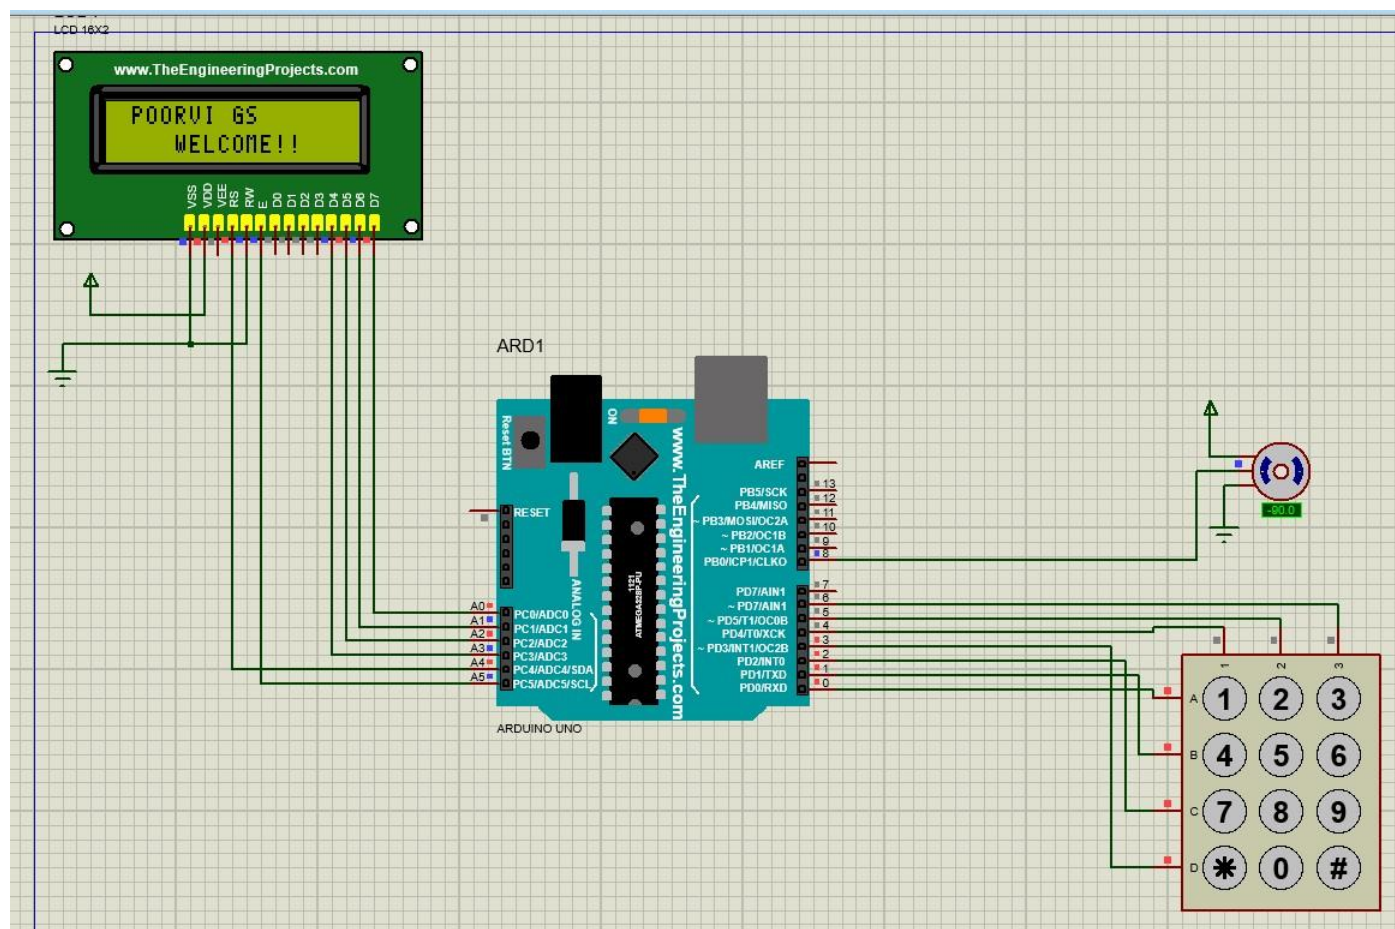 LCD 16X2
www.TheEngineeringProjects.com
POORVI GS
WELCOME!!
VSS
VDD
VEE
RS
RW
E
D0
D1
D2
D3
D4
D5
D6
D7
ARD1
Reset BTN
ON
www.TheEngineeringProjects.com
AREF
RESET
PB5/SCK
13
PB4/MISO
12
~ PB3/MOSI/OC2A
11
~ PB2/OC1B
10
~ PB1/OC1A
9
PB0/ICP1/CLKO
8
1121
ATMEGA328P-PU
ANALOG IN
PD7/AIN1
7
~ PD7/AIN1
6
~ PD5/T1/OC0B
5
PD4/T0/XCK
4
~ PD3/INT1/OC2B
3
PD2/INT0
2
PD1/TXD
1
PD0/RXD
0
A0
PC0/ADC0
A1
PC1/ADC1
A2
PC2/ADC2
A3
PC3/ADC3
A4
PC4/ADC4/SDA
A5
PC5/ADC5/SCL
ARDUINO UNO
-90.0
1
2
3
A
1 2 3
B
4 5 6
C
7 8 9
D
* 0 #